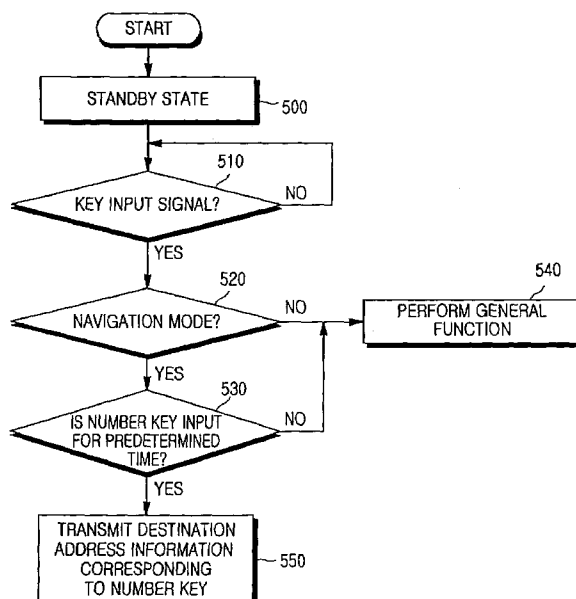 START
STANDBY STATE
500
510
KEY INPUT SIGNAL?
NO
YES
520
NAVIGATION MODE?
NO
540
PERFORM GENERAL
FUNCTION
YES
530
IS NUMBER KEY INPUT
FOR PREDETERMINED
TIME?
NO
YES
TRANSMIT DESTINATION
ADDRESS INFORMATION
CORRESPONDING
TO NUMBER KEY
550